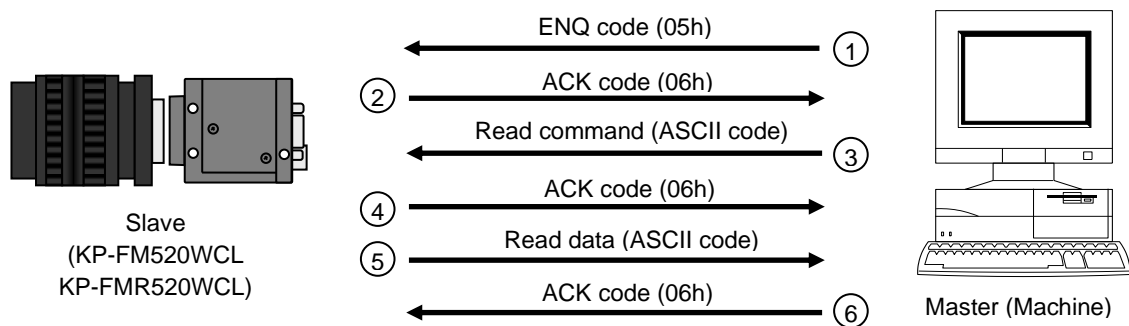 ENQ code (05h)
①
② ACK code (06h)
Read command (ASCII code)
③
ACK code (06h)
④
Read data (ASCII code)
⑤
ACK code (06h)
⑥
Slave
(KP-FM520WCL
KP-FMR520WCL)
Master (Machine)